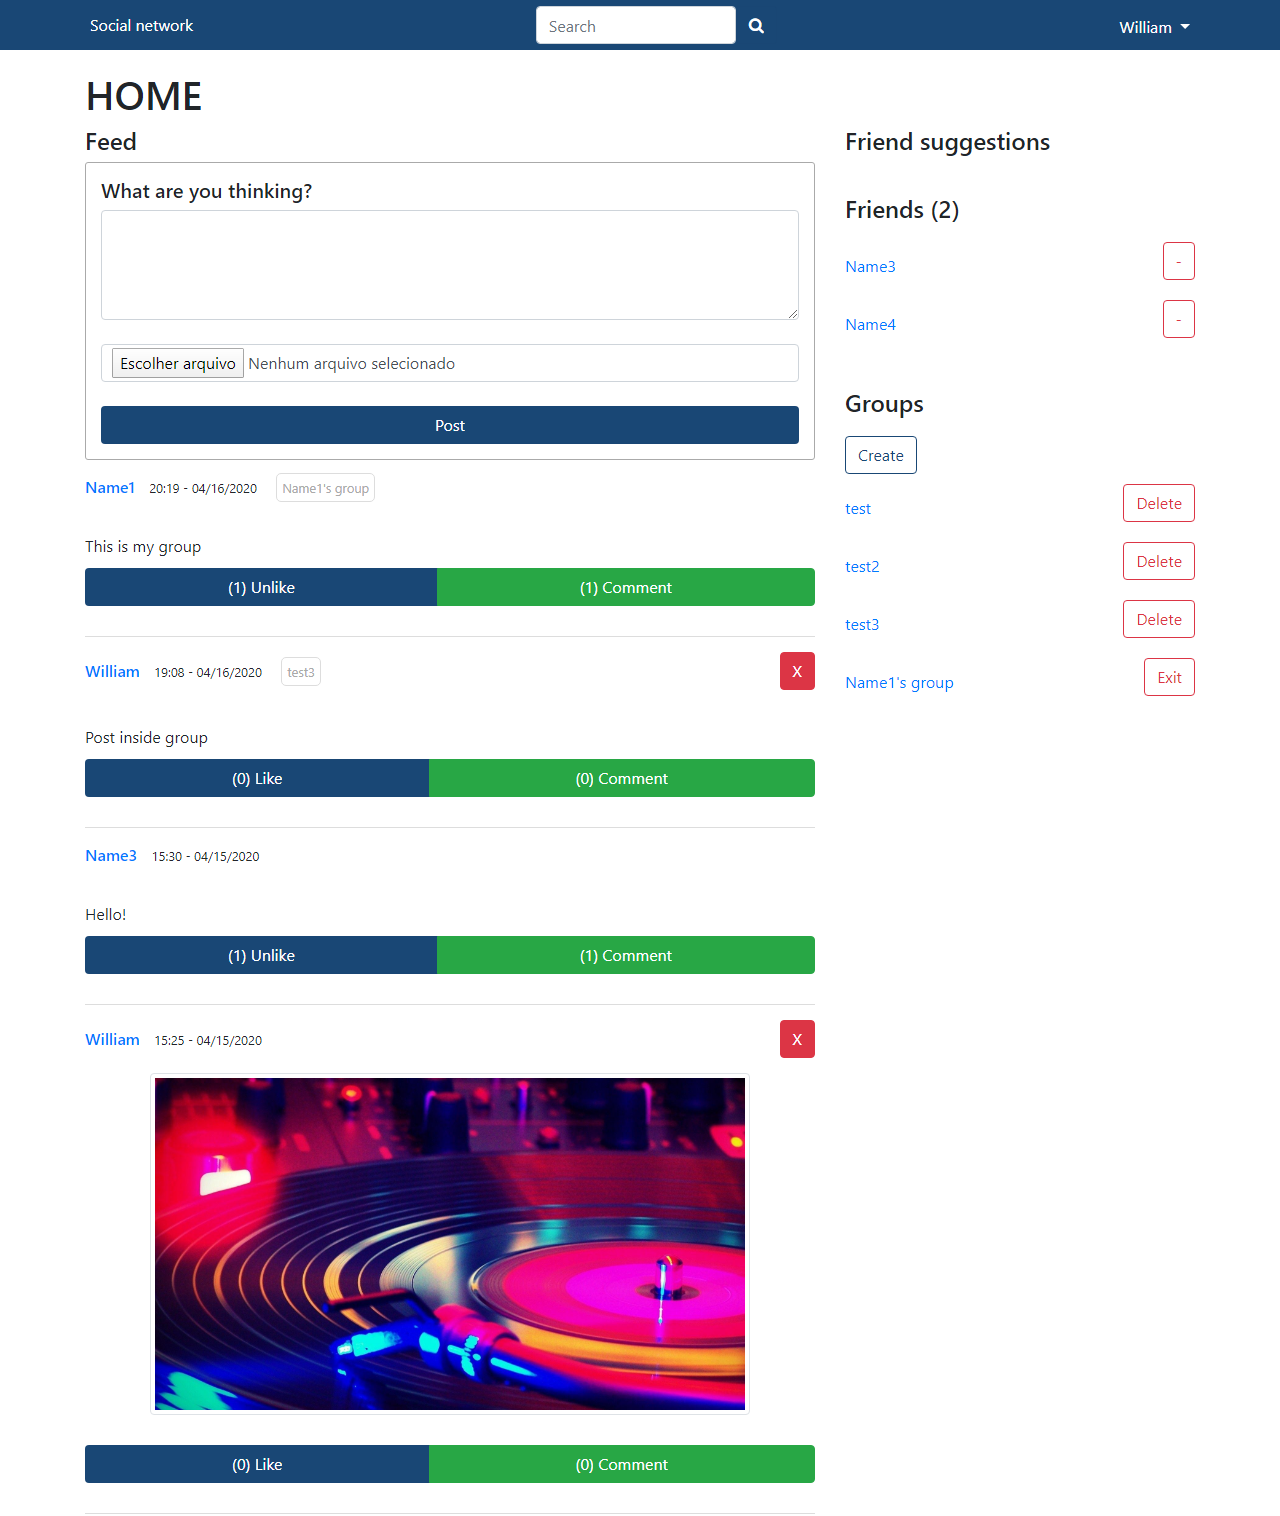 Social network
Search
William
HOME
Feed
What are you thinking?
Escolher arquivo Nenhum arquivo selecionado
Post
Name1 20:19 - 04/16/2020 Name1's group
This is my group
(1) Unlike (1) Comment
William 19:08 - 04/16/2020 test3 X
Post inside group
(0) Like (0) Comment
Name3 15:30 - 04/15/2020
Hello!
(1) Unlike (1) Comment
William 15:25 - 04/15/2020 X
(0) Like (0) Comment
Friend suggestions
Friends (2)
Name3 -
Name4 -
Groups
Create
test Delete
test2 Delete
test3 Delete
Name1's group Exit